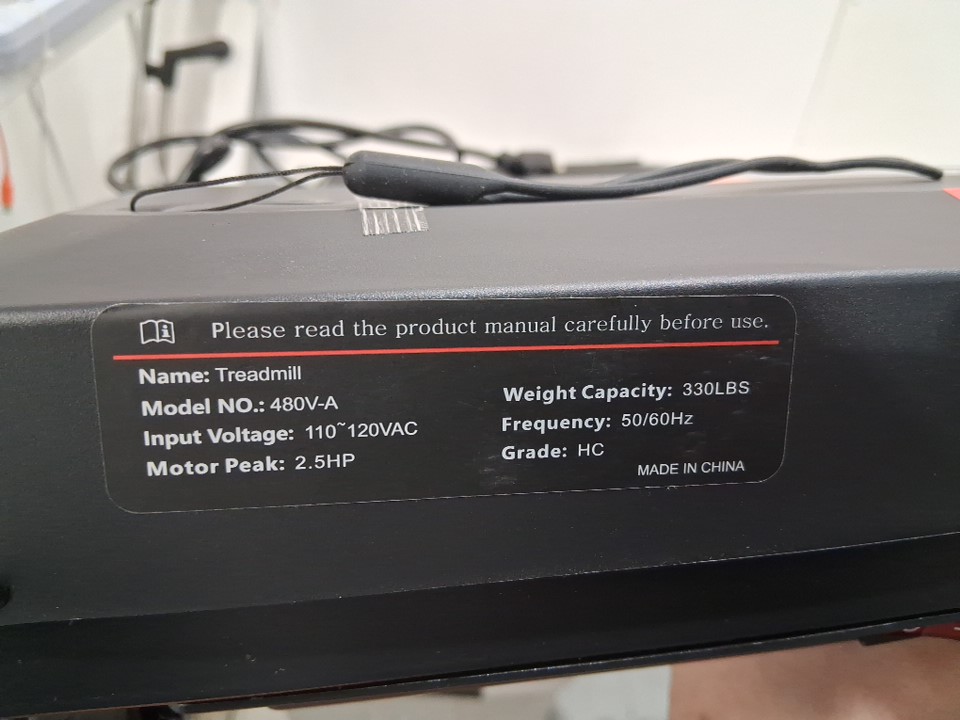 Please read the product manual carefully before use.
Name: Treadmill
Model NO.: 480V-A
Input Voltage: 110~120VAC
Motor Peak: 2.5HP
Weight Capacity: 330LBS
Frequency: 50/60Hz
Grade: HC
MADE IN CHINA